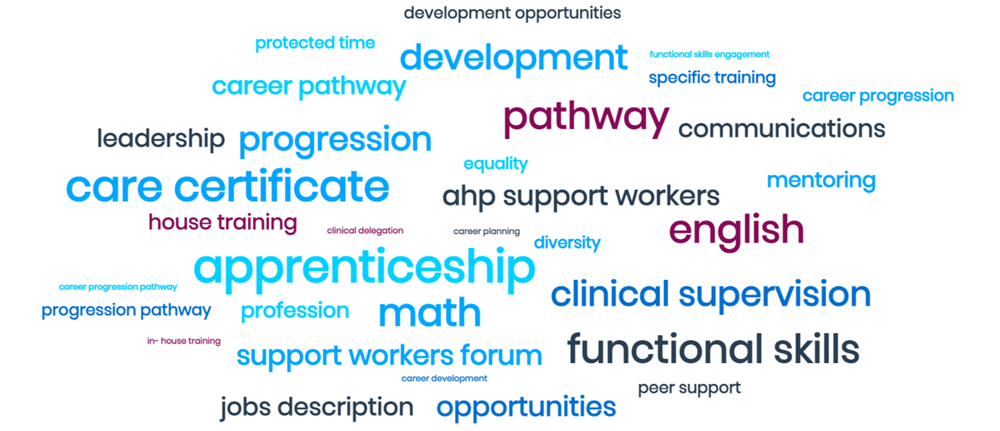 development opportunities
protected time
development
functional skills engagement
specific training
career pathway
career progression
pathway
communications
leadership
progression
equality
care certificate
mentoring
ahp support workers
house training
clinical delegation
career planning
english
diversity
apprenticeship
career progression pathway
clinical supervision
progression pathway
profession
math
in- house training
support workers forum
functional skills
career development
peer support
jobs description
opportunities